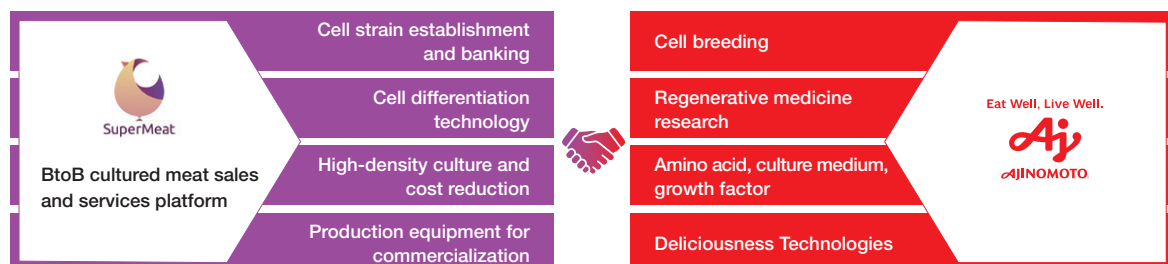 SuperMeat
BtoB cultured meat sales
and services platform
Cell strain establishment
and banking
Cell differentiation
technology
High-density culture and
cost reduction
Production equipment for
commercialization
Cell breeding
Regenerative medicine
research
Amino acid, culture medium,
growth factor
Deliciousness Technologies
Eat Well, Live Well.
Aj
AJINOMOTO